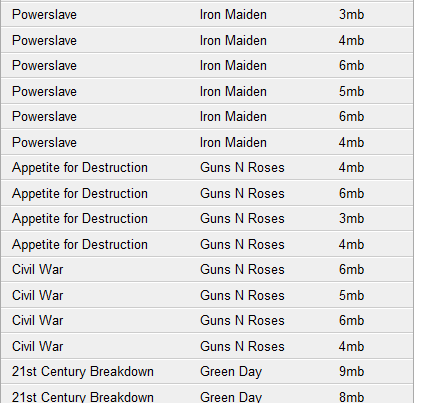 Powerslave Iron Maiden 3mb
Powerslave Iron Maiden 4mb
Powerslave Iron Maiden 6mb
Powerslave Iron Maiden 5mb
Powerslave Iron Maiden 6mb
Powerslave Iron Maiden 4mb
Appetite for Destruction Guns N Roses 4mb
Appetite for Destruction Guns N Roses 6mb
Appetite for Destruction Guns N Roses 3mb
Appetite for Destruction Guns N Roses 4mb
Civil War Guns N Roses 6mb
Civil War Guns N Roses 5mb
Civil War Guns N Roses 6mb
Civil War Guns N Roses 4mb
21st Century Breakdown Green Day 9mb
21st Century Breakdown Green Day 8mb